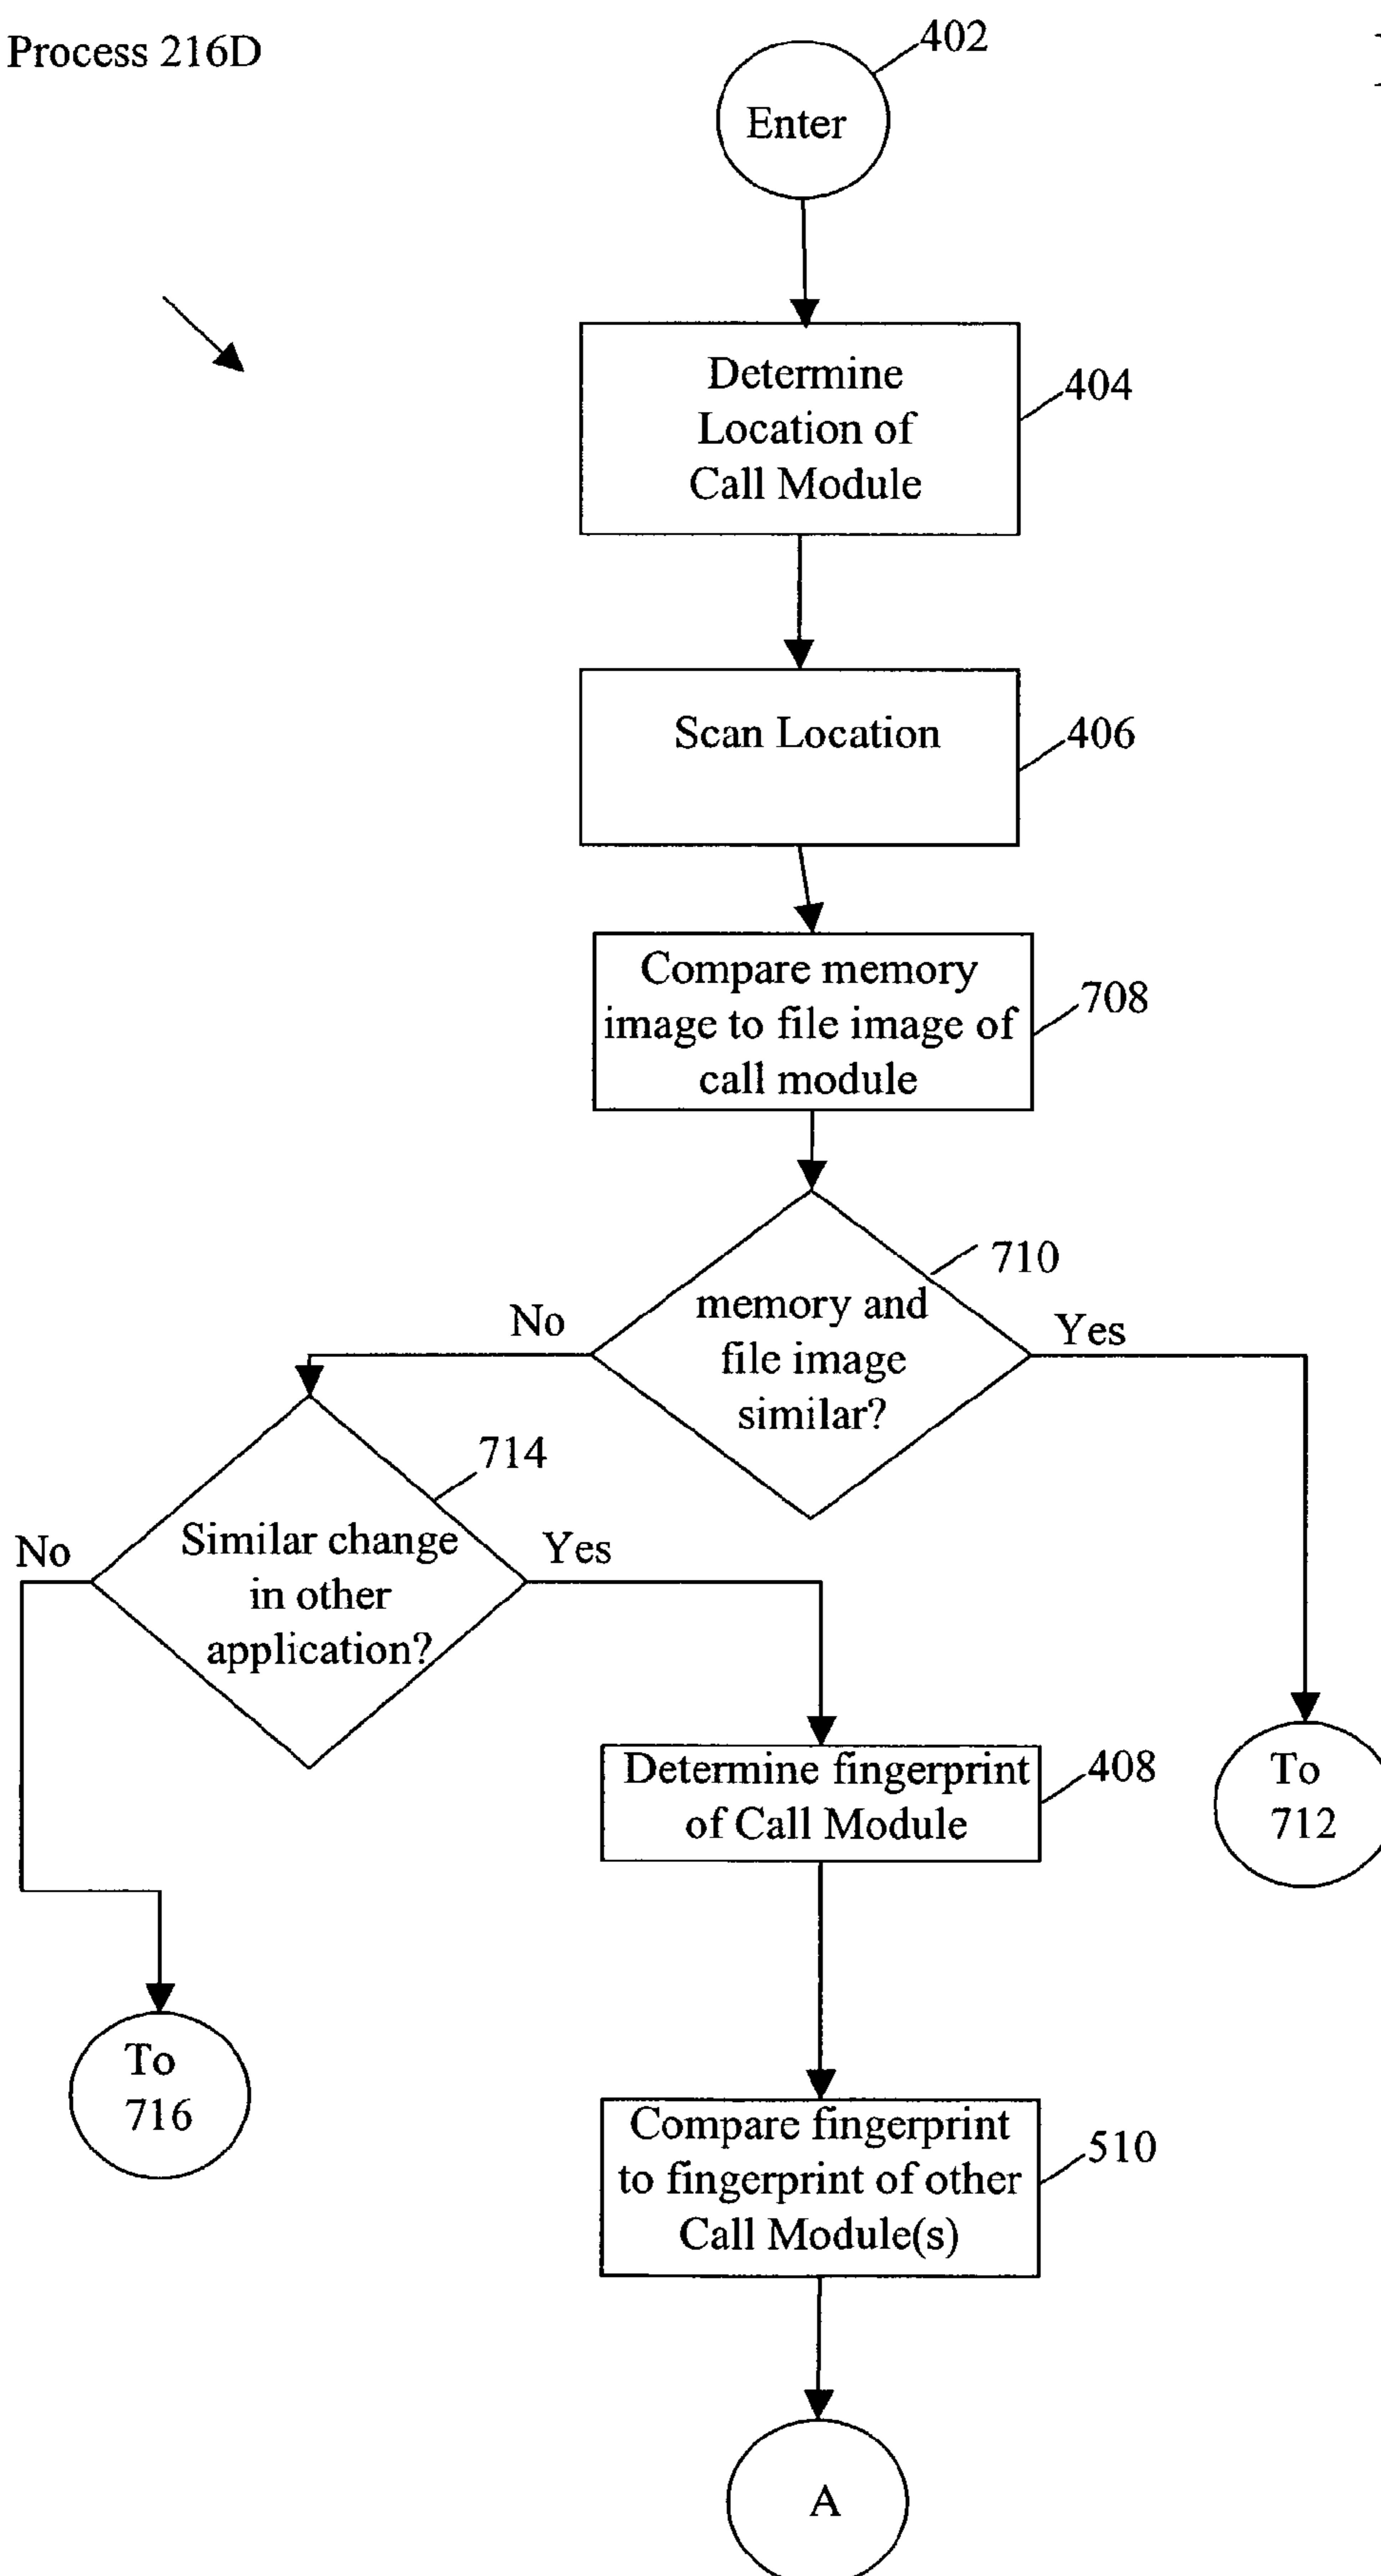 Process 216D
402
Enter
Determine
Location of
Call Module
404
Scan Location
406
Compare memory
image to file image of
call module
708
710
memory and
file image
similar?
No
Yes
714
Similar change
in other
application?
No
Yes
Determine fingerprint
of Call Module
408
To
712
To
716
Compare fingerprint
to fingerprint of other
Call Module(s)
510
A